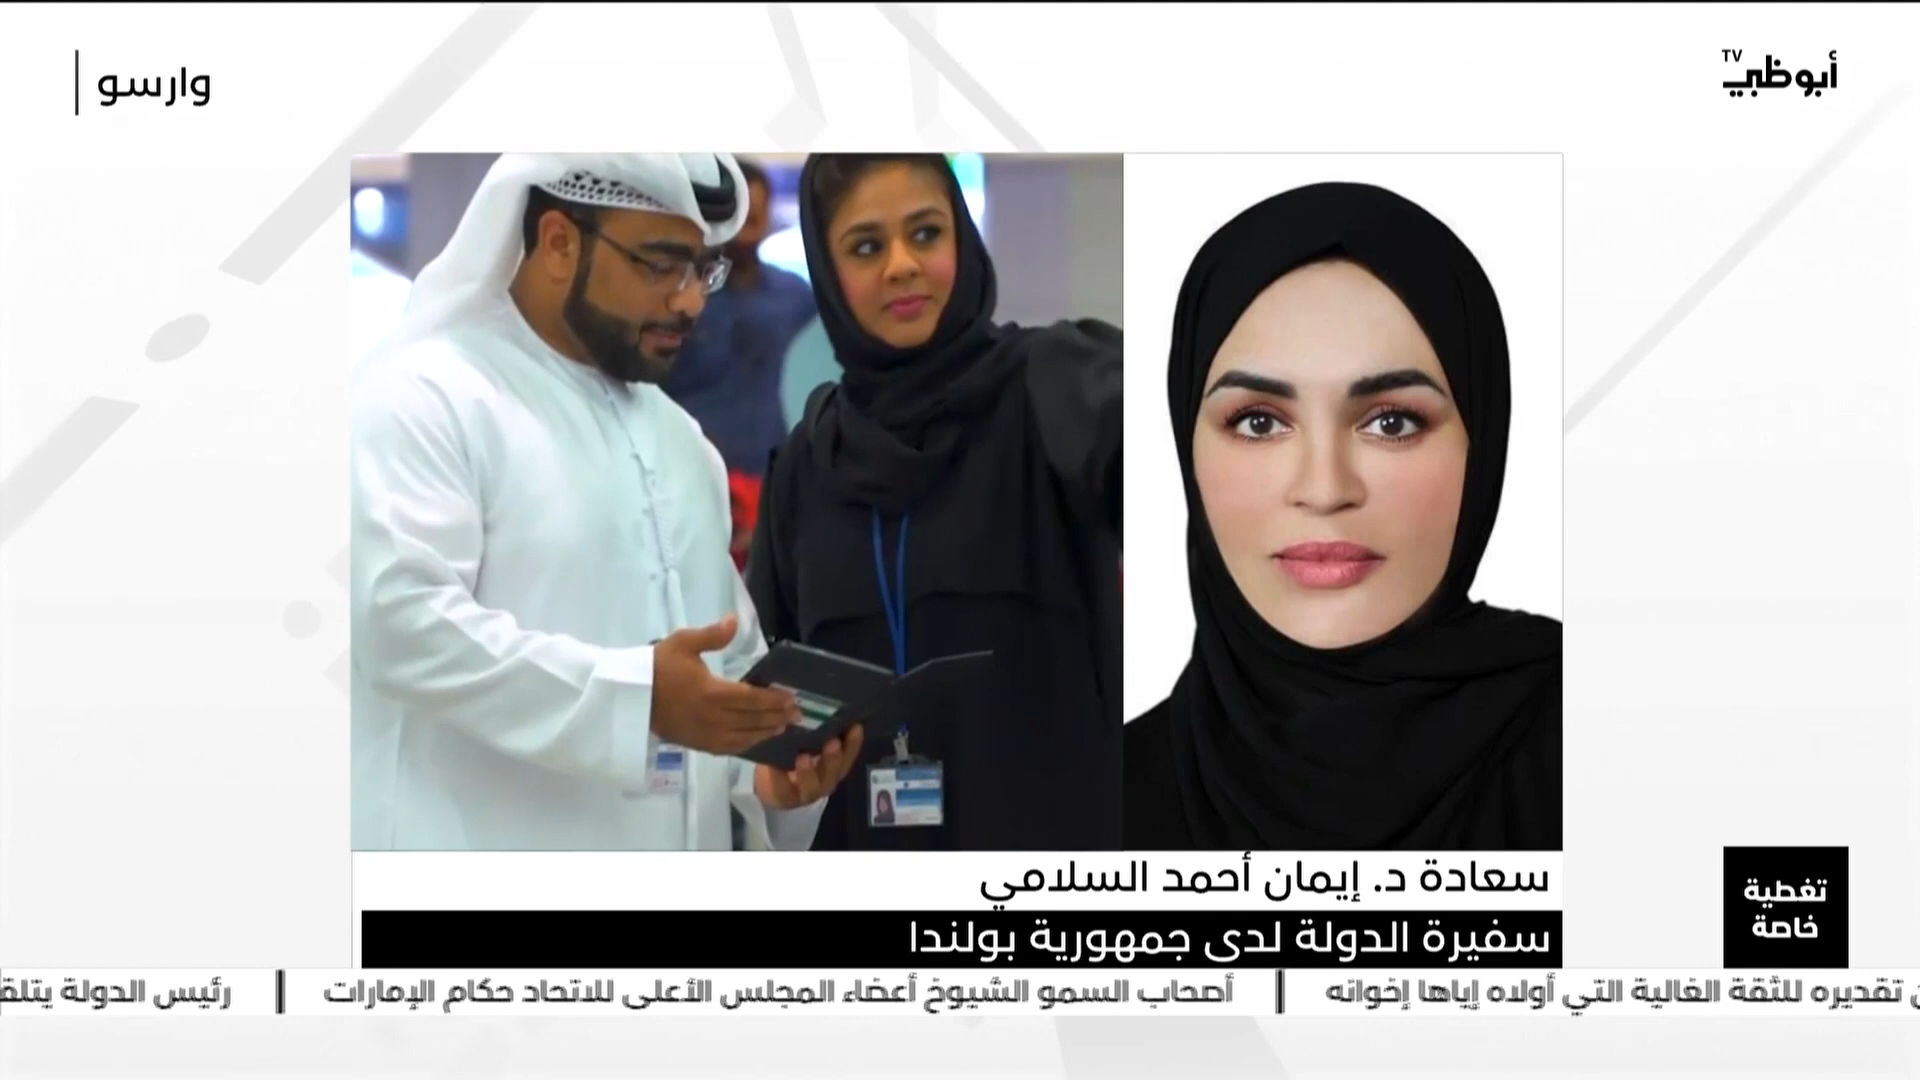 أبوظبي TV
وارسو
سعادة د. إيمان أحمد السلامي
سفيرة الدولة لدى جمهورية بولندا
تغطية
خاصة
تقديره للثقة الغالية التي أولاه إياها إخوانه | أصحاب السمو الشيوخ أعضاء المجلس الأعلى للاتحاد حكام الإمارات | رئيس الدولة